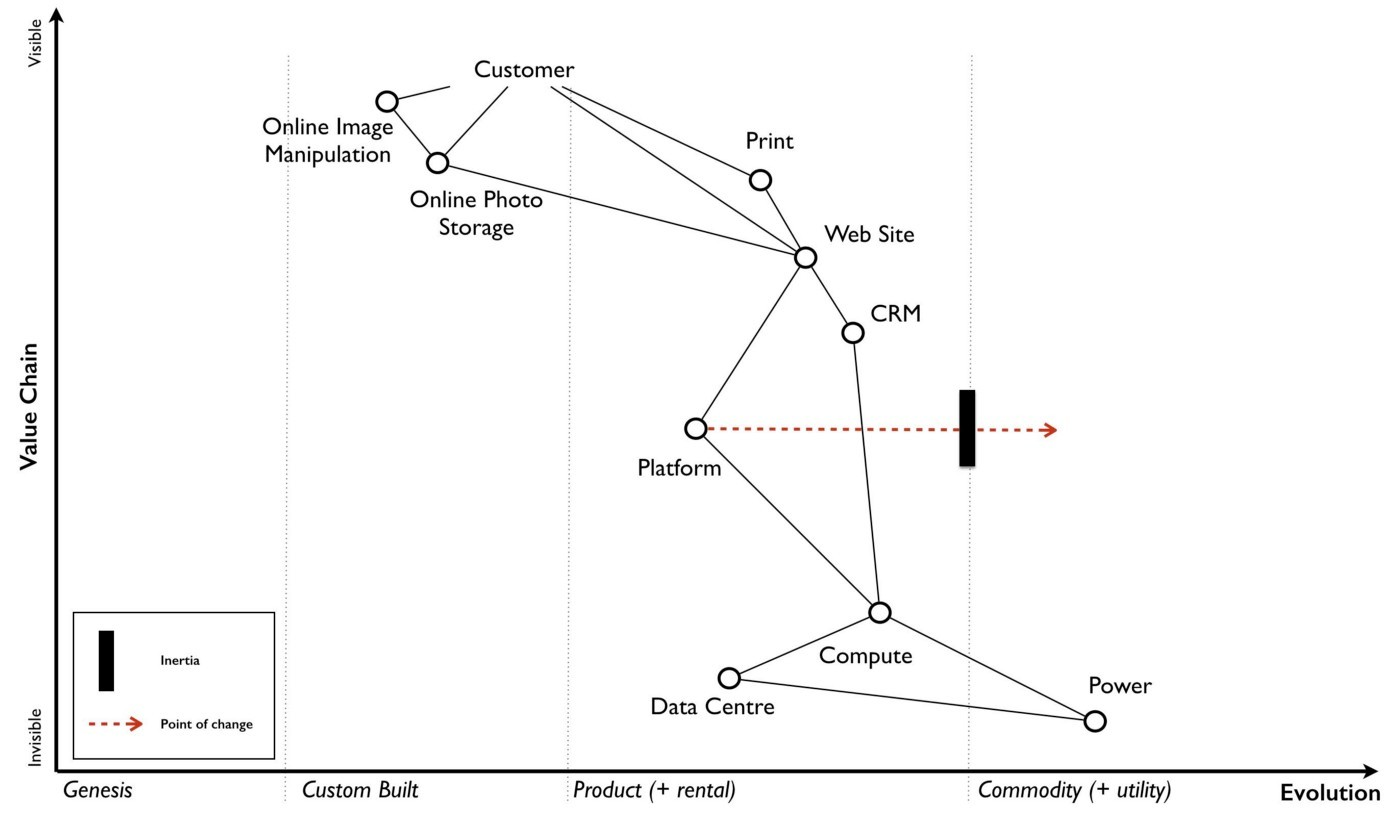 Visible
Customer
Online Image
Manipulation
Print
Online Photo
Storage
Web Site
CRM
Value Chain
Platform
Compute
Inertia
Power
Data Centre
Point of change
Invisible
Genesis
Custom Built
Product (+ rental)
Commodity (+ utility)
Evolution